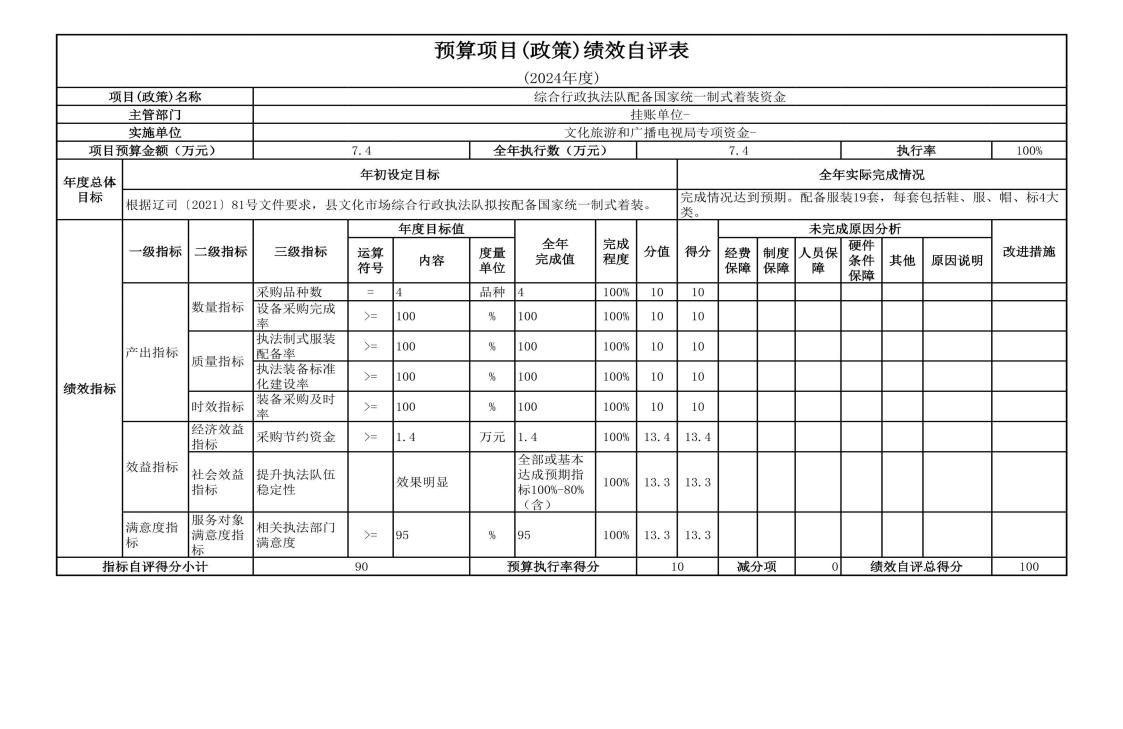 预算项目(政策)绩效自评表
(2024年度)
项目(政策)名称 综合行政执法队配备国家统一制式着装资金
主管部门 挂账单位-
实施单位 文化旅游和广播电视局专项资金-
项目预算金额（万元） 7.4 全年执行数（万元） 7.4 执行率 100%
年度总体
目标
年初设定目标 全年实际完成情况
根据辽司〔2021〕81号文件要求，县文化市场综合行政执法队拟按配备国家统一制式着装。
完成情况达到预期。配备服装19套，每套包括鞋、服、帽、标4大
类。
绩效指标
一级指标 二级指标 三级指标
年度目标值
运算
符号
内容
度量
单位
全年
完成值
完成
程度
分值 得分
未完成原因分析
经费
保障
制度
保障
人员保
障
硬件
条件
保障
其他 原因说明
改进措施
产出指标
数量指标
采购品种数 = 4 品种 4 100% 10 10
设备采购完成
率
>= 100 % 100 100% 10 10
质量指标
执法制式服装
配备率
>= 100 % 100 100% 10 10
执法装备标准
化建设率
>= 100 % 100 100% 10 10
时效指标
装备采购及时
率
>= 100 % 100 100% 10 10
效益指标
经济效益
指标
采购节约资金 >= 1.4 万元 1.4 100% 13.4 13.4
社会效益
指标
提升执法队伍
稳定性
效果明显
全部或基本
达成预期指
标100%-80%
（含）
100% 13.3 13.3
满意度指
标
服务对象
满意度指
标
相关执法部门
满意度
>= 95 % 95 100% 13.3 13.3
指标自评得分小计 90 预算执行率得分 10 减分项 0 绩效自评总得分 100